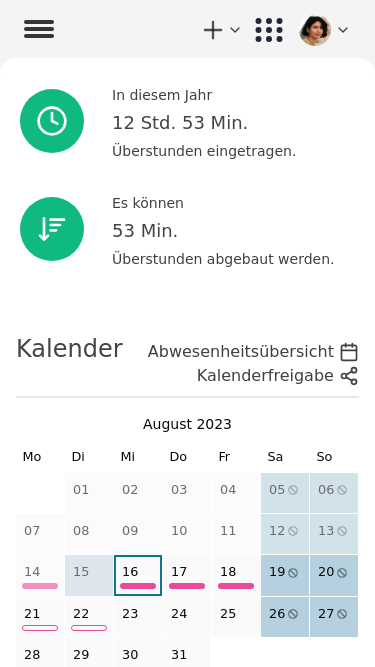 In diesem Jahr
12 Std. 53 Min.
Überstunden eingetragen.
Es können
53 Min.
Überstunden abgebaut werden.
Kalender
Abwesenheitsübersicht
Kalenderfreigabe
August 2023
Mo Di Mi Do Fr Sa So
01 02 03 04 05 06
07 08 09 10 11 12 13
14 15 16 17 18 19 20
21 22 23 24 25 26 27
28 29 30 31